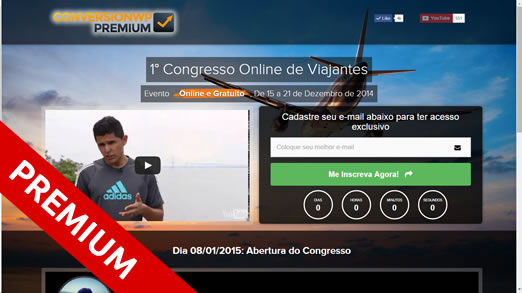 CONVERSIONWP
PREMIUM
Like
YouTube
1° Congresso Online de Viajantes
Evento Online e Gratuito De 15 a 21 de Dezembro de 2014
Cadastre seu e-mail abaixo para ter acesso
exclusivo
Coloque seu melhor e-mail
Me Inscreva Agora!
DIAS HORAS MINUTOS SEGUNDOS
0 0 0 0
adidas
PREMIUM
Dia 08/01/2015: Abertura do Congresso